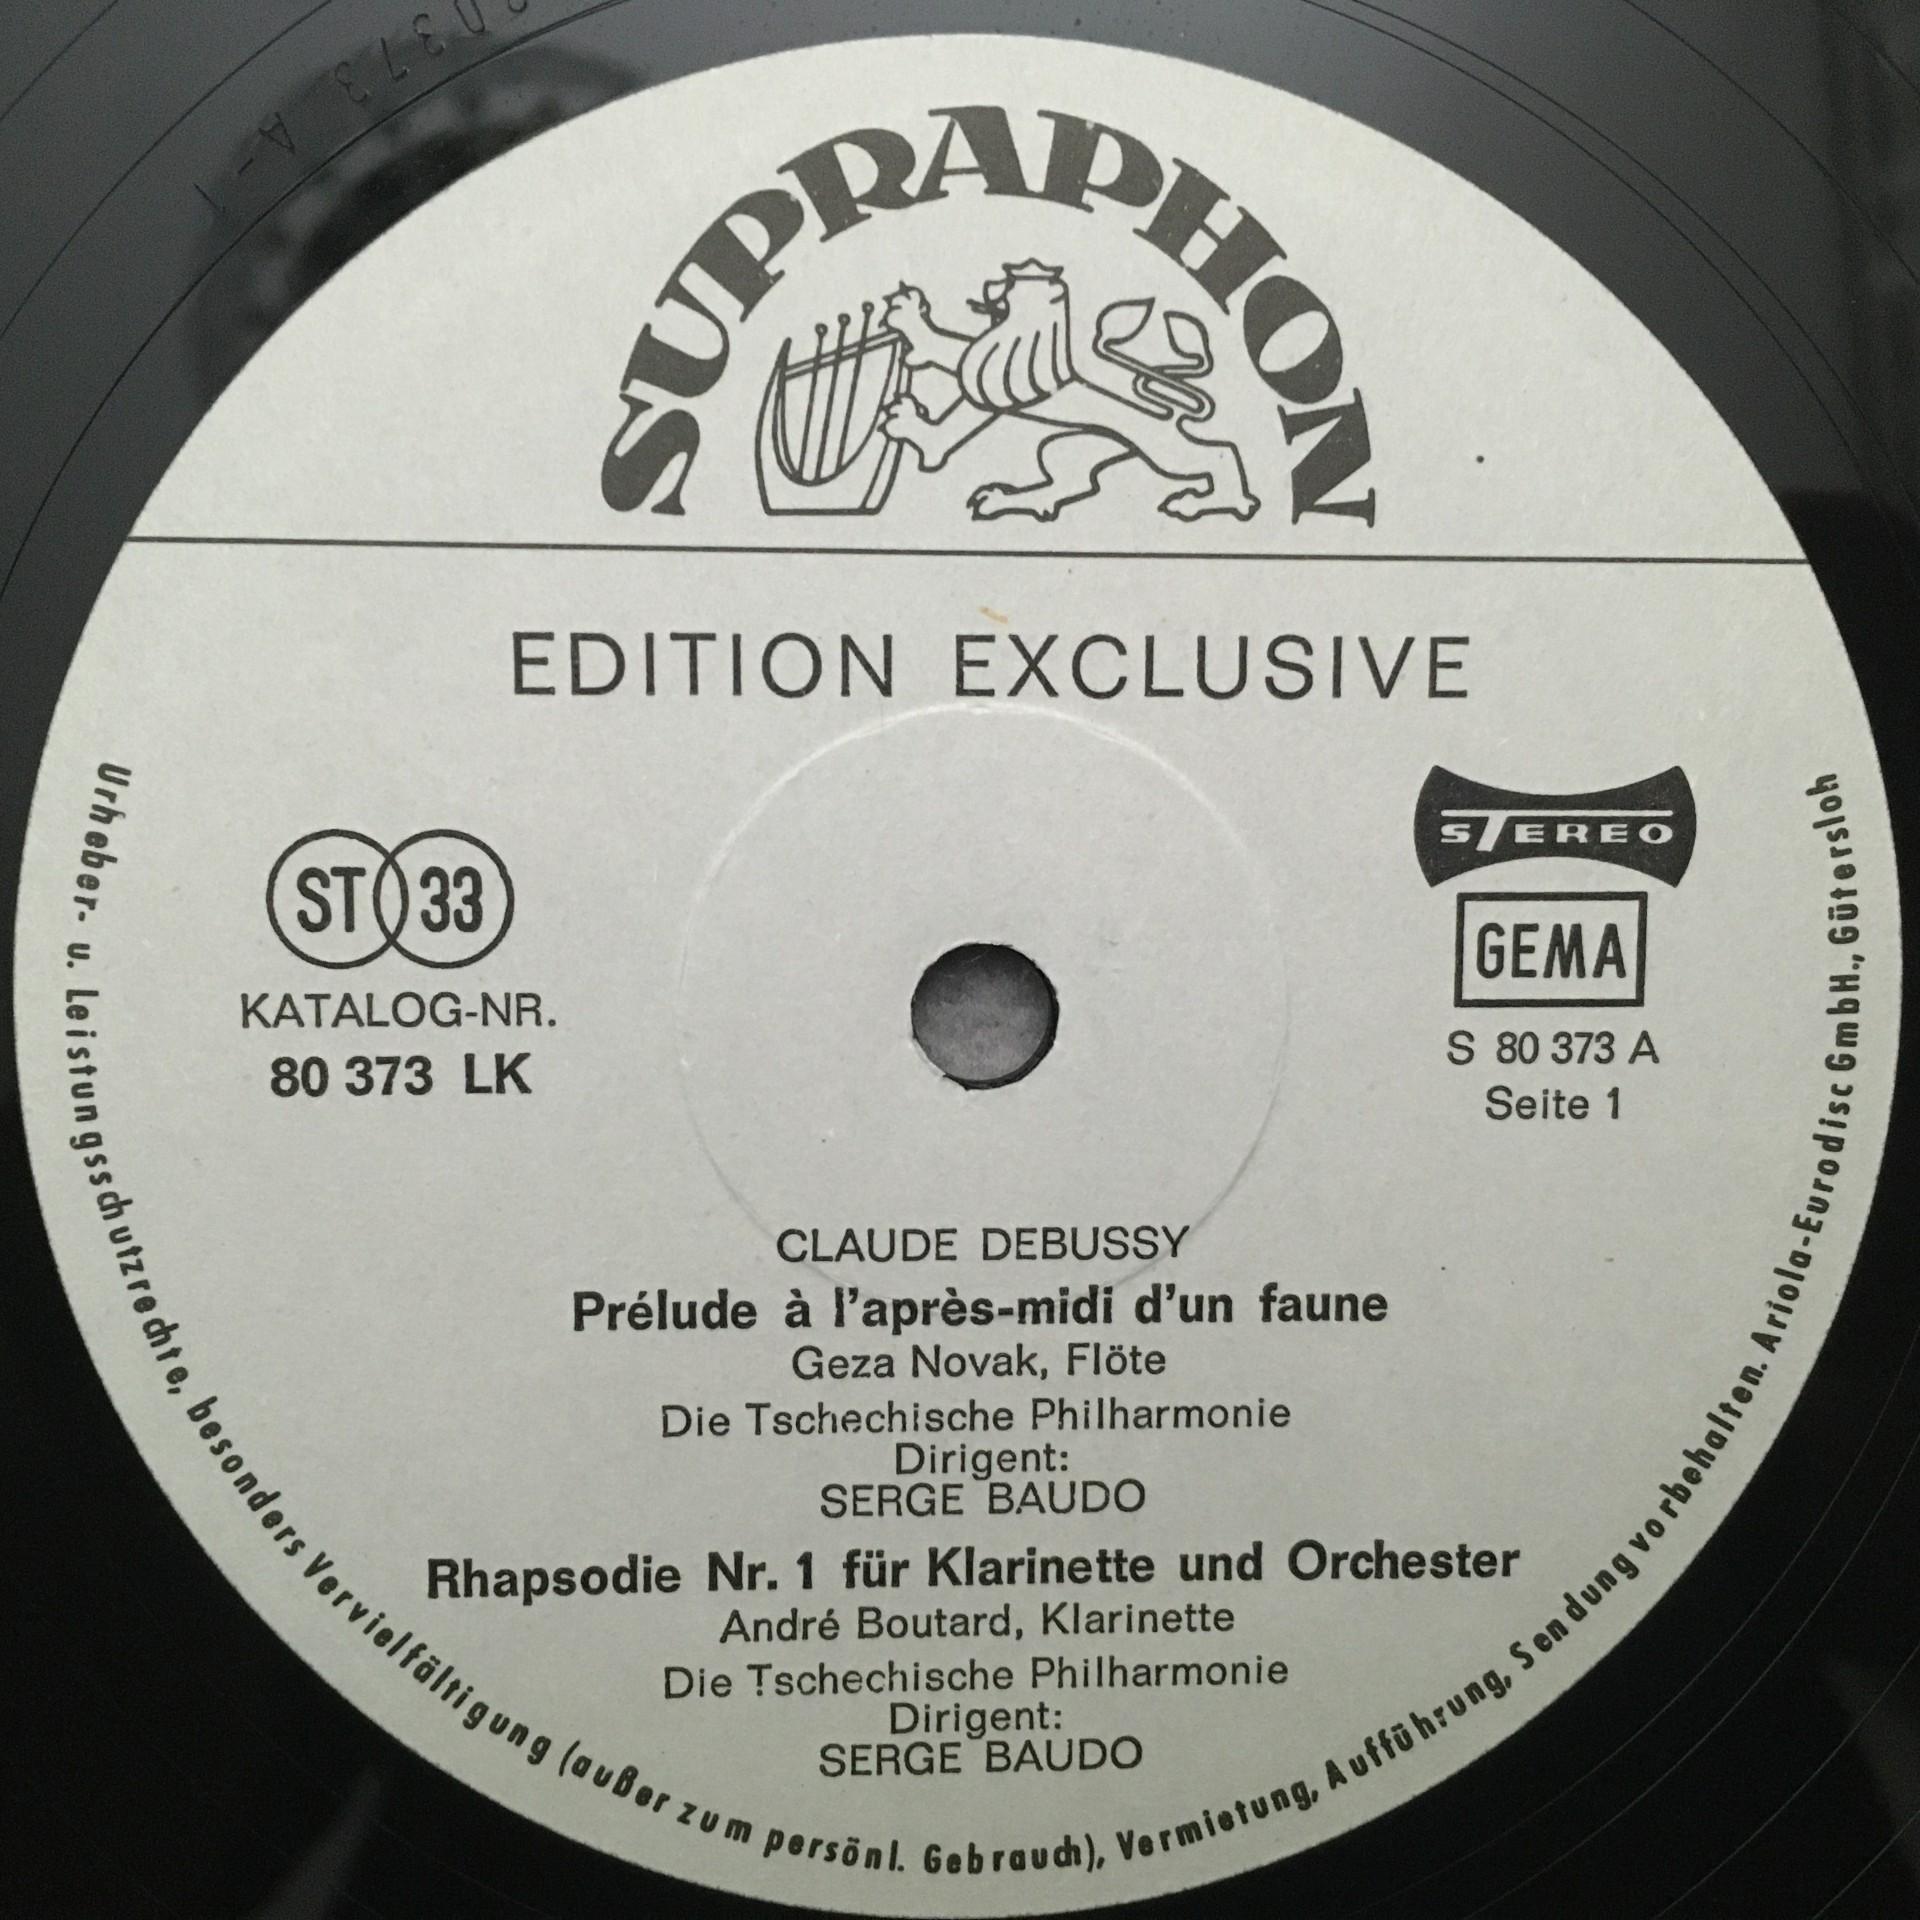 SUPRAPHON
EDITION EXCLUSIVE
ST 33
KATALOG-NR.
80 373 LK
STEREO
GEMA
S 80 373 A
Seite 1
CLAUDE DEBUSSY
Prélude à l'après-midi d'un faune
Geza Novak, Flöte
Die Tschechische Philharmonie
Dirigent:
SERGE BAUDO
Rhapsodie Nr. 1 für Klarinette und Orchester
André Boutard, Klarinette
Die Tschechische Philharmonie
Dirigent:
SERGE BAUDO
Urheber- u. Leistungsschutzrechte, besonders Vervielfältigung (außer zum persönl. Gebrauch), Vermietung, Aufführung, Sendung vorbehalten. Ariola-Eurodisc GmbH., Gütersloh